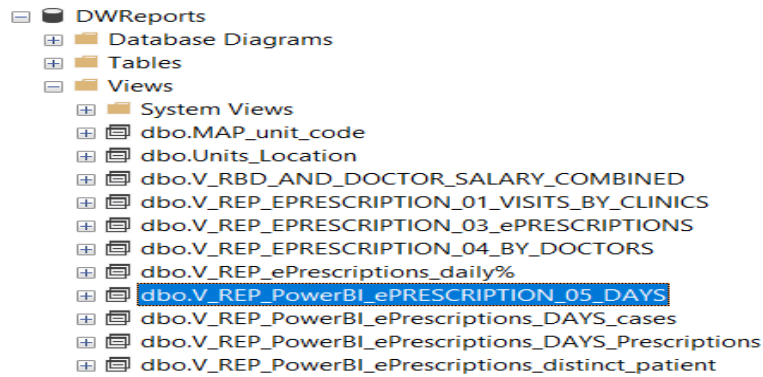 DWReports
Database Diagrams
Tables
Views
System Views
dbo.MAP_unit_code
dbo.Units_Location
dbo.V_RBD_AND_DOCTOR_SALARY_COMBINED
dbo.V_REP_EPRESCRIPTION_01_VISITS_BY_CLINICS
dbo.V_REP_EPRESCRIPTION_03_ePRESCRIPTIONS
dbo.V_REP_EPRESCRIPTION_04_BY_DOCTORS
dbo.V_REP_ePrescriptions_daily%
dbo.V_REP_PowerBI_ePRESCRIPTION_05_DAYS
dbo.V_REP_PowerBI_ePrescriptions_DAYS_cases
dbo.V_REP_PowerBI_ePrescriptions_DAYS_Prescriptions
dbo.V_REP_PowerBI_ePrescriptions_distinct_patient